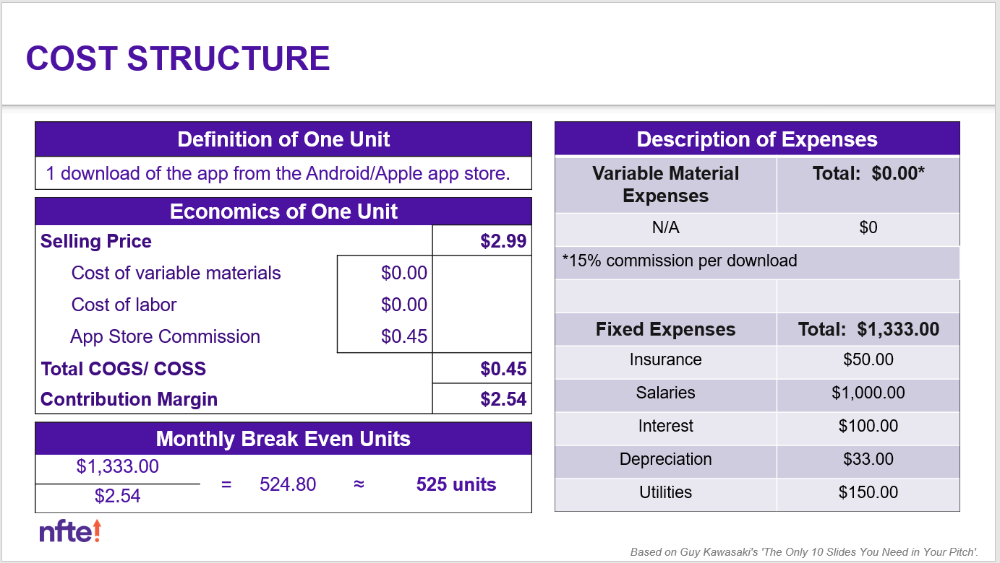 COST STRUCTURE
Definition of One Unit
1 download of the app from the Android/Apple app store.
Economics of One Unit
Selling Price $2.99
Cost of variable materials $0.00
Cost of labor $0.00
App Store Commission $0.45
Total COGS/ COSS $0.45
Contribution Margin $2.54
Monthly Break Even Units
$1,333.00
= 524.80 ≈ 525 units
$2.54
Description of Expenses
Variable Material Total: $0.00*
Expenses
N/A $0
*15% commission per download
Fixed Expenses Total: $1,333.00
Insurance $50.00
Salaries $1,000.00
Interest $100.00
Depreciation $33.00
Utilities $150.00
nfte!
Based on Guy Kawasaki's 'The Only 10 Slides You Need in Your Pitch'.